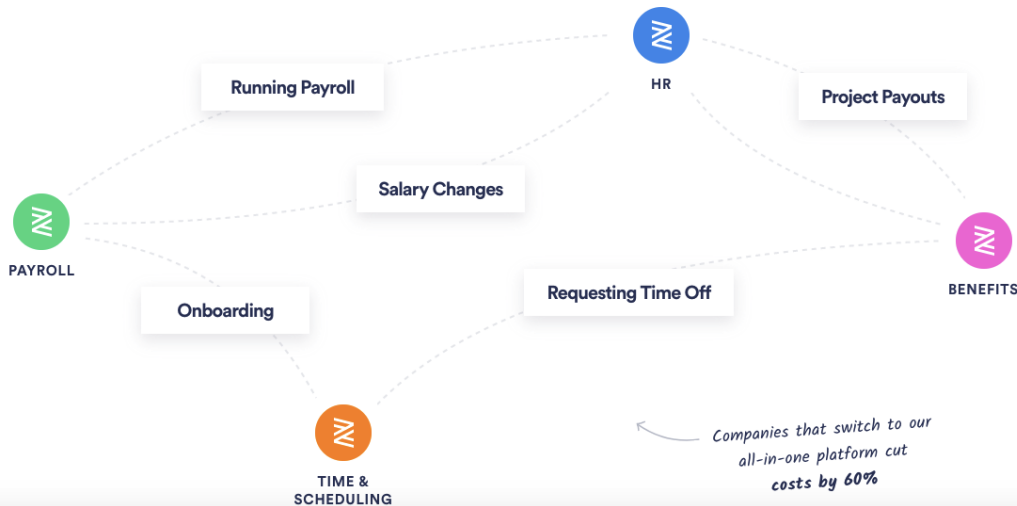 HR
Running Payroll
Project Payouts
Salary Changes
PAYROLL
BENEFITS
Requesting Time Off
Onboarding
Companies that switch to our
all-in-one platform cut
costs by 60%
TIME &
SCHEDULING